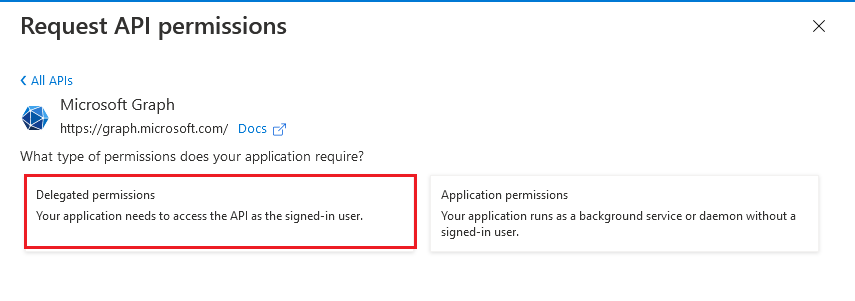 Request API permissions
All APIs
Microsoft Graph
https://graph.microsoft.com/ Docs
What type of permissions does your application require?
Delegated permissions
Your application needs to access the API as the signed-in user.
Application permissions
Your application runs as a background service or daemon without a
signed-in user.